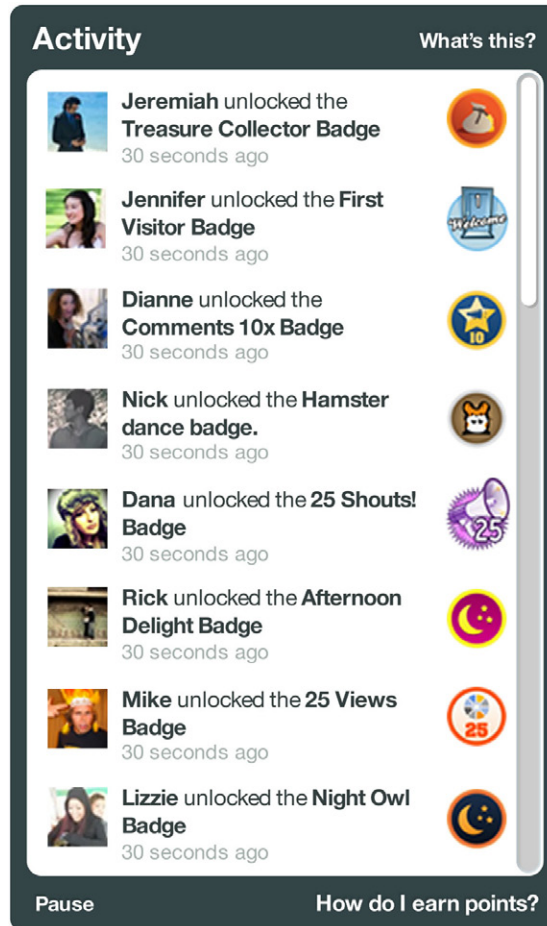 Activity
What's this?
Jeremiah unlocked the
Treasure Collector Badge
30 seconds ago
Jennifer unlocked the First
Visitor Badge
30 seconds ago
Welcome
Dianne unlocked the
Comments 10x Badge
30 seconds ago
10
Nick unlocked the Hamster
dance badge.
30 seconds ago
Dana unlocked the 25 Shouts!
Badge
30 seconds ago
25
Rick unlocked the Afternoon
Delight Badge
30 seconds ago
Mike unlocked the 25 Views
Badge
30 seconds ago
25
Lizzie unlocked the Night Owl
Badge
30 seconds ago
Pause
How do I earn points?